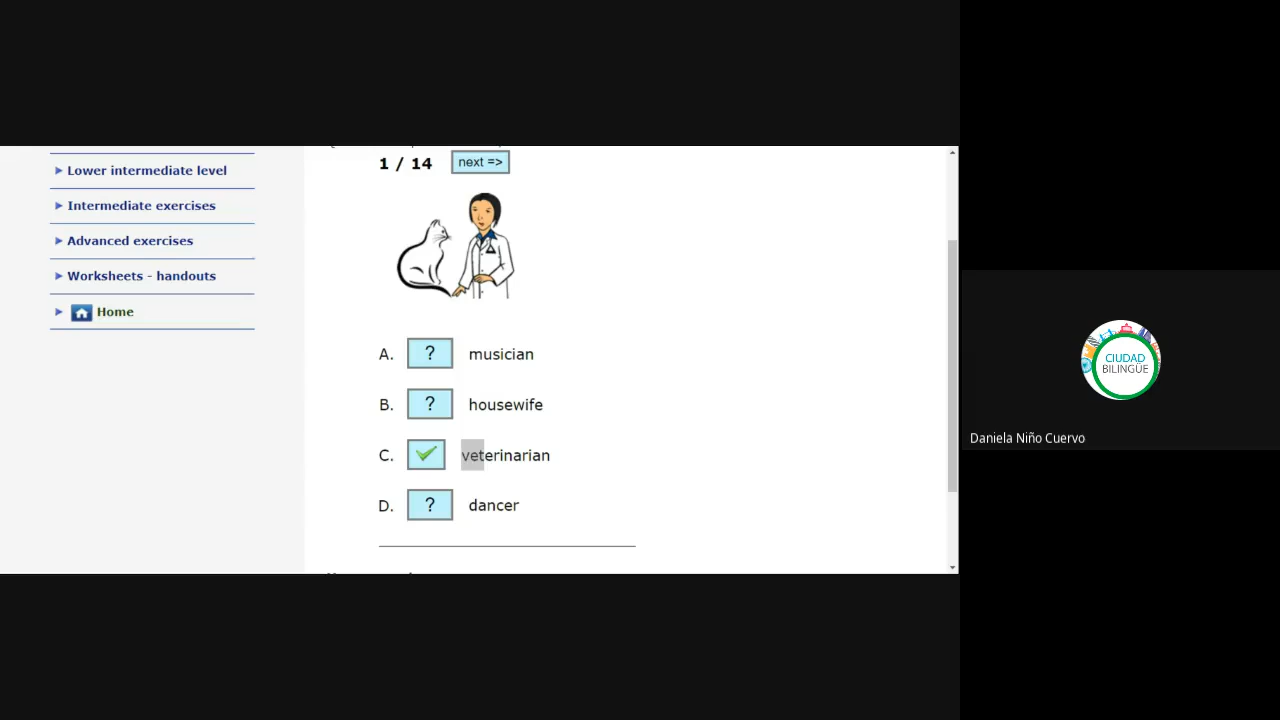 1 / 14 next =>
Lower intermediate level
Intermediate exercises
Advanced exercises
Worksheets - handouts
Home
A. ? musician
B. ? housewife
C. veterinarian
D. ? dancer
CIUDAD
BILINGÜE
Daniela Niño Cuervo